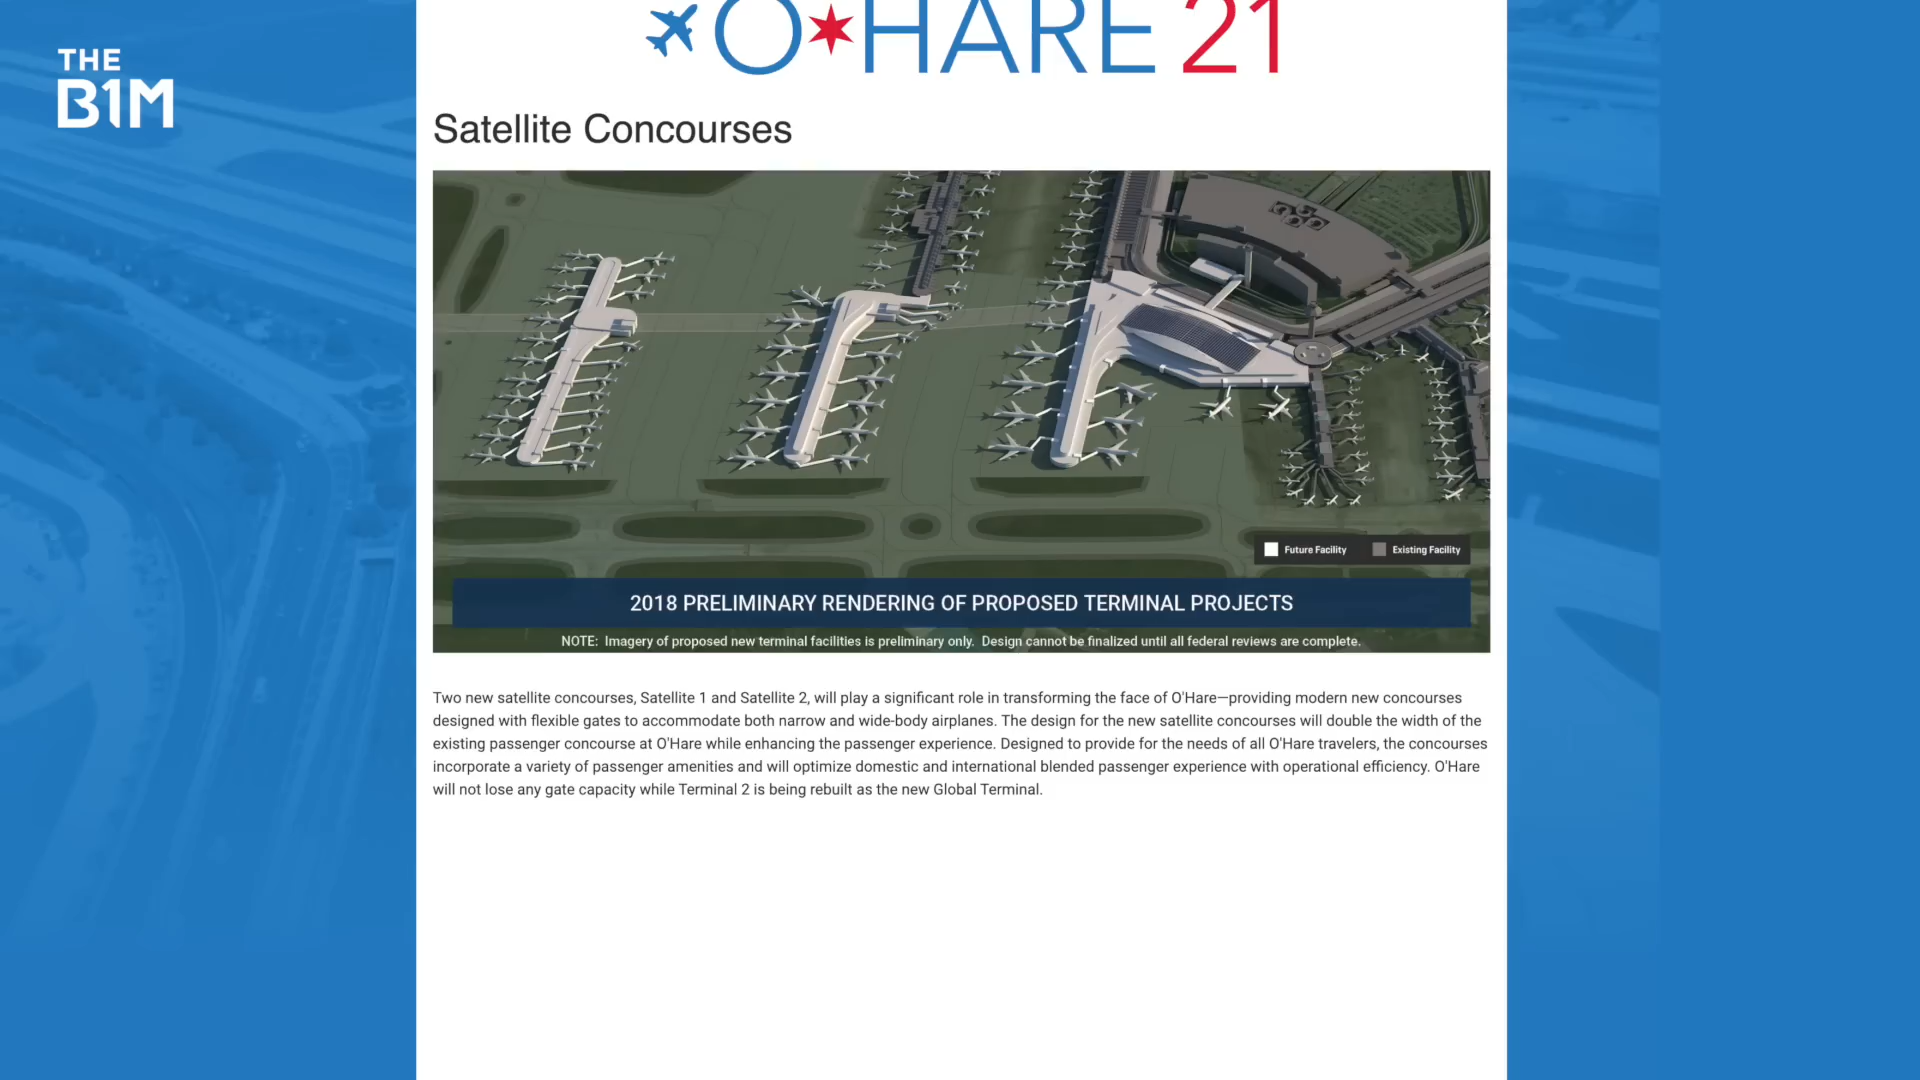 THE
B1M
O HARE 21
Satellite Concourses
Future Facility Existing Facility
2018 PRELIMINARY RENDERING OF PROPOSED TERMINAL PROJECTS
NOTE: Imagery of proposed new terminal facilities is preliminary only. Design cannot be finalized until all federal reviews are complete.
Two new satellite concourses, Satellite 1 and Satellite 2, will play a significant role in transforming the face of O'Hare—providing modern new concourses
designed with flexible gates to accommodate both narrow and wide-body airplanes. The design for the new satellite concourses will double the width of the
existing passenger concourse at O'Hare while enhancing the passenger experience. Designed to provide for the needs of all O'Hare travelers, the concourses
incorporate a variety of passenger amenities and will optimize domestic and international blended passenger experience with operational efficiency. O'Hare
will not lose any gate capacity while Terminal 2 is being rebuilt as the new Global Terminal.